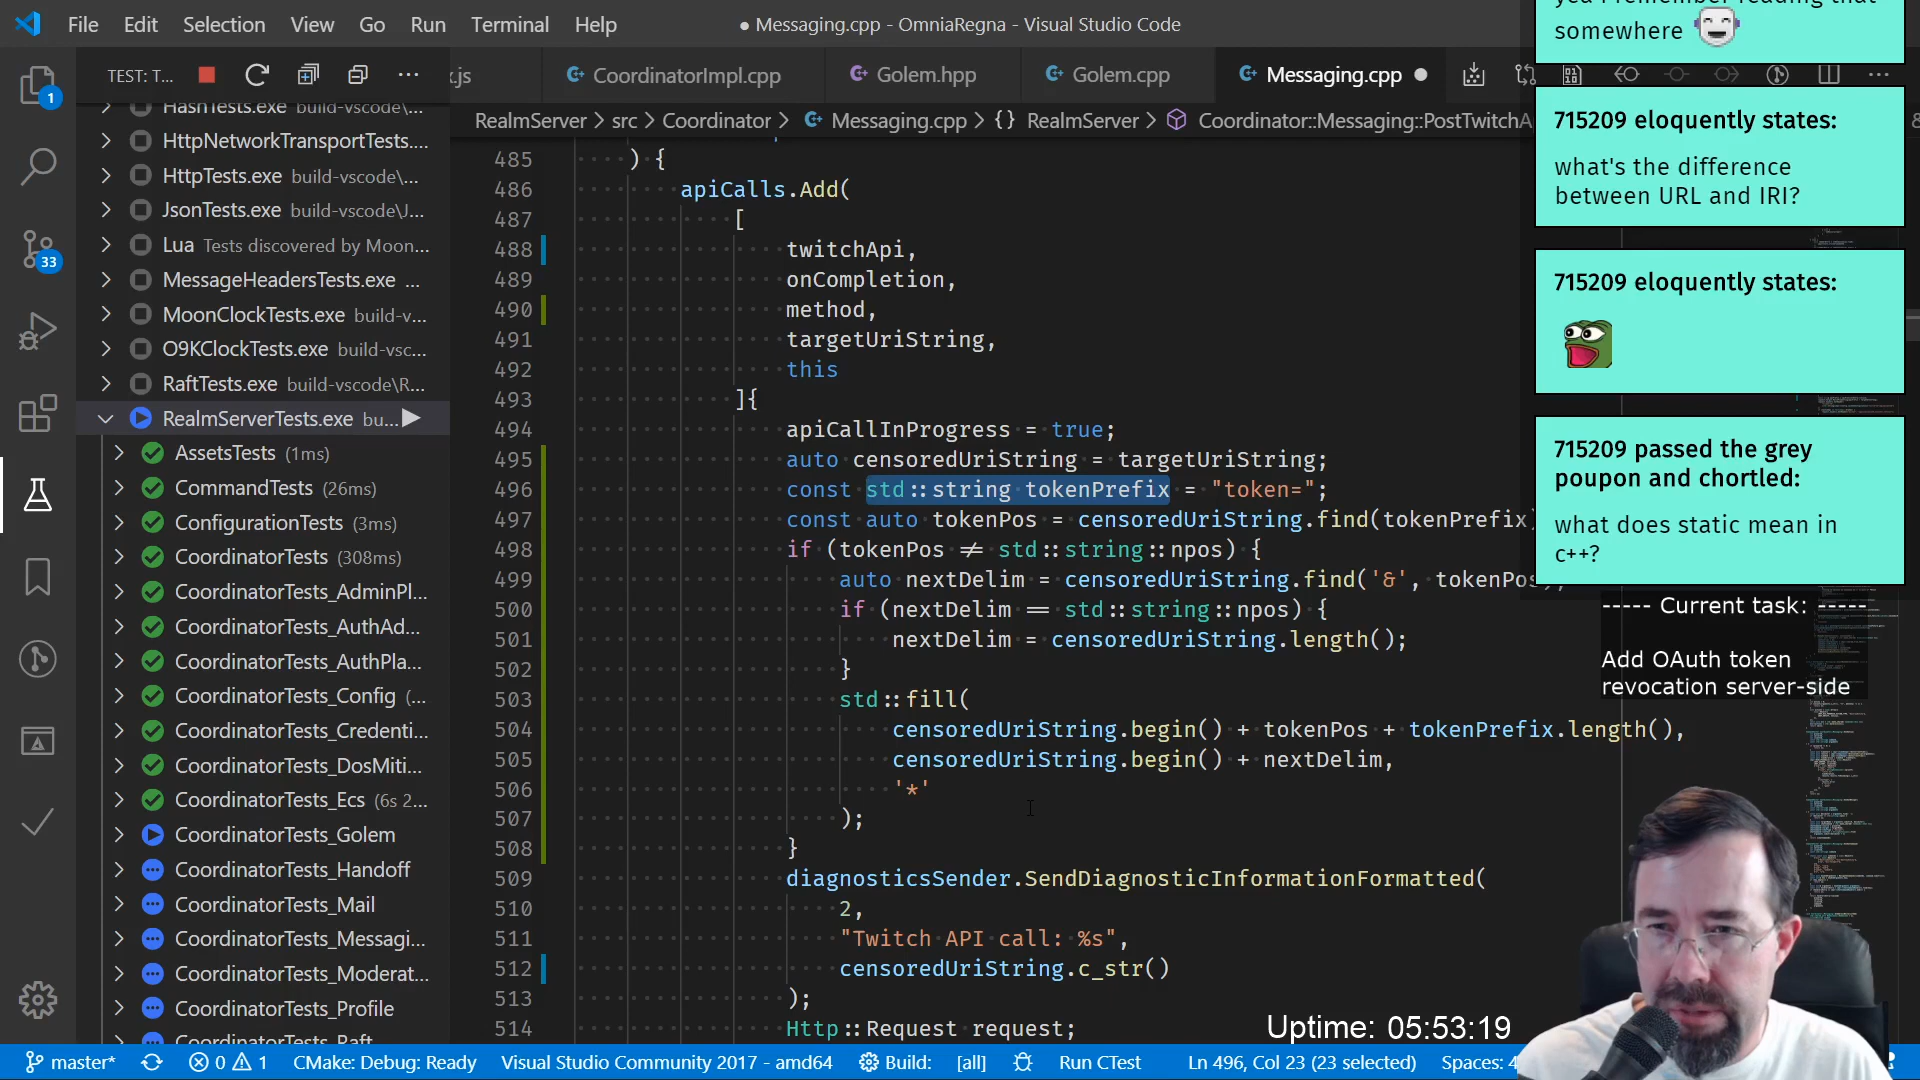 File Edit Selection View Go Run Terminal Help
● Messaging.cpp - OmniaRegna - Visual Studio Code
TEST: T...
x.js
CoordinatorImpl.cpp
Golem.hpp
Golem.cpp
Messaging.cpp
RealmServer > src > Coordinator > Messaging.cpp > {} RealmServer > Coordinator::Messaging::PostTwitchA
1
33
HashTests.exe build-vscode\...
HttpNetworkTransportTests....
HttpTests.exe build-vscode\...
JsonTests.exe build-vscode\J...
Lua Tests discovered by Moon...
MessageHeadersTests.exe ...
MoonClockTests.exe build-v...
O9KClockTests.exe build-vsc...
RaftTests.exe build-vscode\R...
RealmServerTests.exe bu...
AssetsTests (1ms)
CommandTests (26ms)
ConfigurationTests (3ms)
CoordinatorTests (308ms)
CoordinatorTests_AdminPl...
CoordinatorTests_AuthAd...
CoordinatorTests_AuthPla...
CoordinatorTests_Config (...
CoordinatorTests_Credenti...
CoordinatorTests_DosMiti...
CoordinatorTests_Ecs (6s 2...
CoordinatorTests_Golem
CoordinatorTests_Handoff
CoordinatorTests_Mail
CoordinatorTests_Messagi...
CoordinatorTests_Moderat...
CoordinatorTests_Profile
CoordinatorTests_Raft
485 ) {
486 apiCalls.Add(
487 [
488 twitchApi,
489 onCompletion,
490 method,
491 targetUriString,
492 this
493 ]{
494 apiCallInProgress = true;
495 auto censoredUriString = targetUriString;
496 const std::string tokenPrefix = "token=";
497 const auto tokenPos = censoredUriString.find(tokenPrefix)
498 if (tokenPos ≠ std::string::npos) {
499 auto nextDelim = censoredUriString.find('&', tokenPos);
500 if (nextDelim == std::string::npos) {
501 nextDelim = censoredUriString.length();
502 }
503 std::fill(
504 censoredUriString.begin() + tokenPos + tokenPrefix.length(),
505 censoredUriString.begin() + nextDelim,
506 '*'
507 );
508 }
509 diagnosticsSender.SendDiagnosticInformationFormatted(
510 2,
511 "Twitch API call: %s",
512 censoredUriString.c_str()
513 );
514 Http::Request request;
yea i remember reading that
somewhere
715209 eloquently states:
what's the difference
between URL and IRI?
715209 eloquently states:
715209 passed the grey
poupon and chortled:
what does static mean in
c++?
----- Current task: -----
Add OAuth token
revocation server-side
Uptime: 05:53:19
master* 0 1 CMake: Debug: Ready Visual Studio Community 2017 - amd64 Build: [all] Run CTest Ln 496, Col 23 (23 selected) Spaces: 4